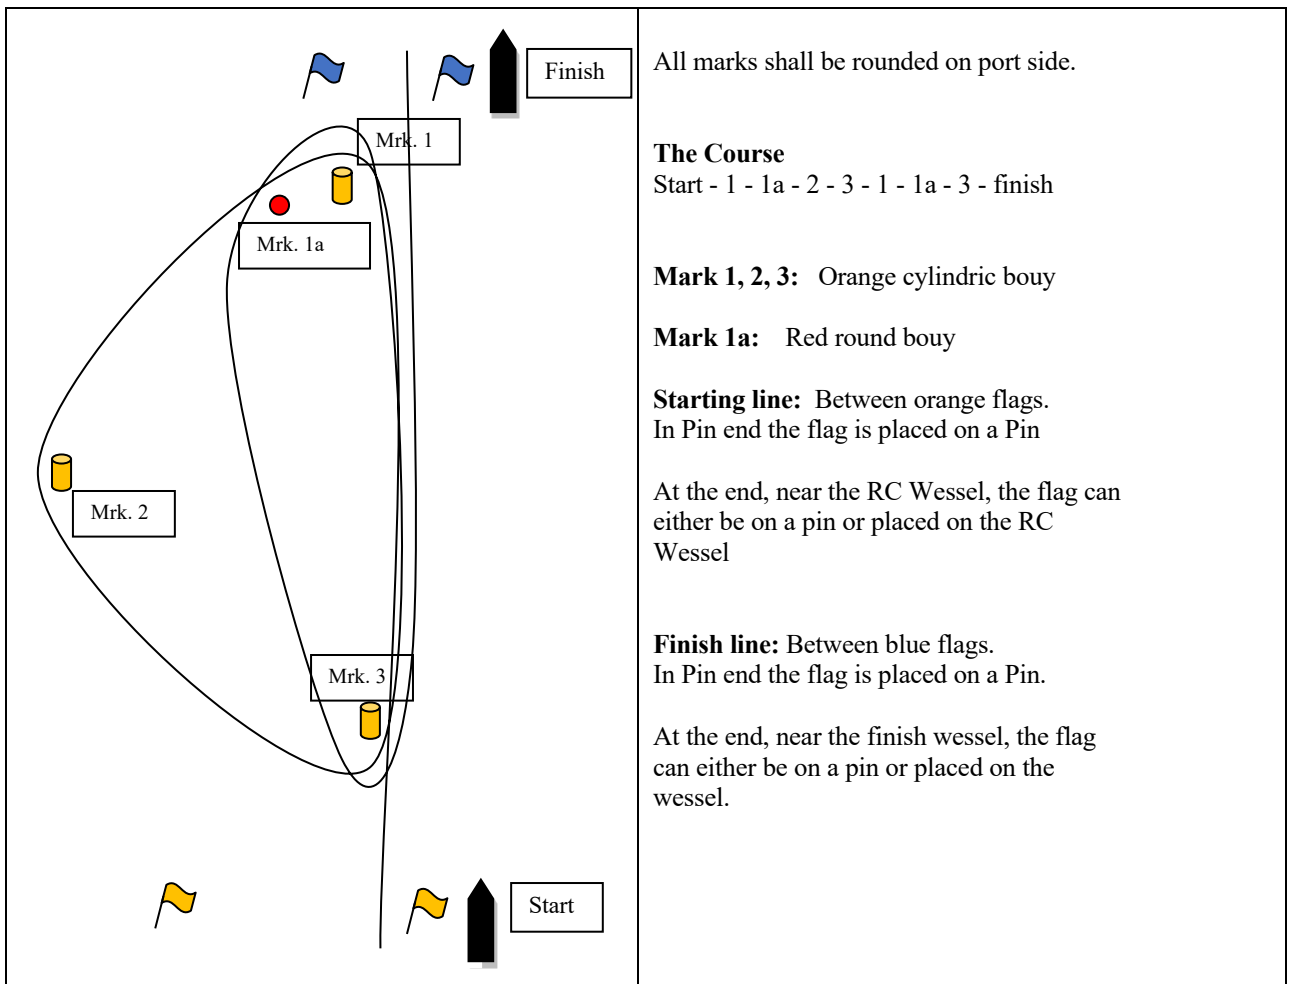 Finish
Mrk. 1
Mrk. 1a
Mrk. 2
Mrk. 3
Start
All marks shall be rounded on port side.
The Course
Start - 1 - 1a - 2 - 3 - 1 - 1a - 3 - finish
Mark 1, 2, 3: Orange cylindric bouy
Mark 1a: Red round bouy
Starting line: Between orange flags.
In Pin end the flag is placed on a Pin
At the end, near the RC Wessel, the flag can
either be on a pin or placed on the RC
Wessel
Finish line: Between blue flags.
In Pin end the flag is placed on a Pin.
At the end, near the finish wessel, the flag
can either be on a pin or placed on the
wessel.